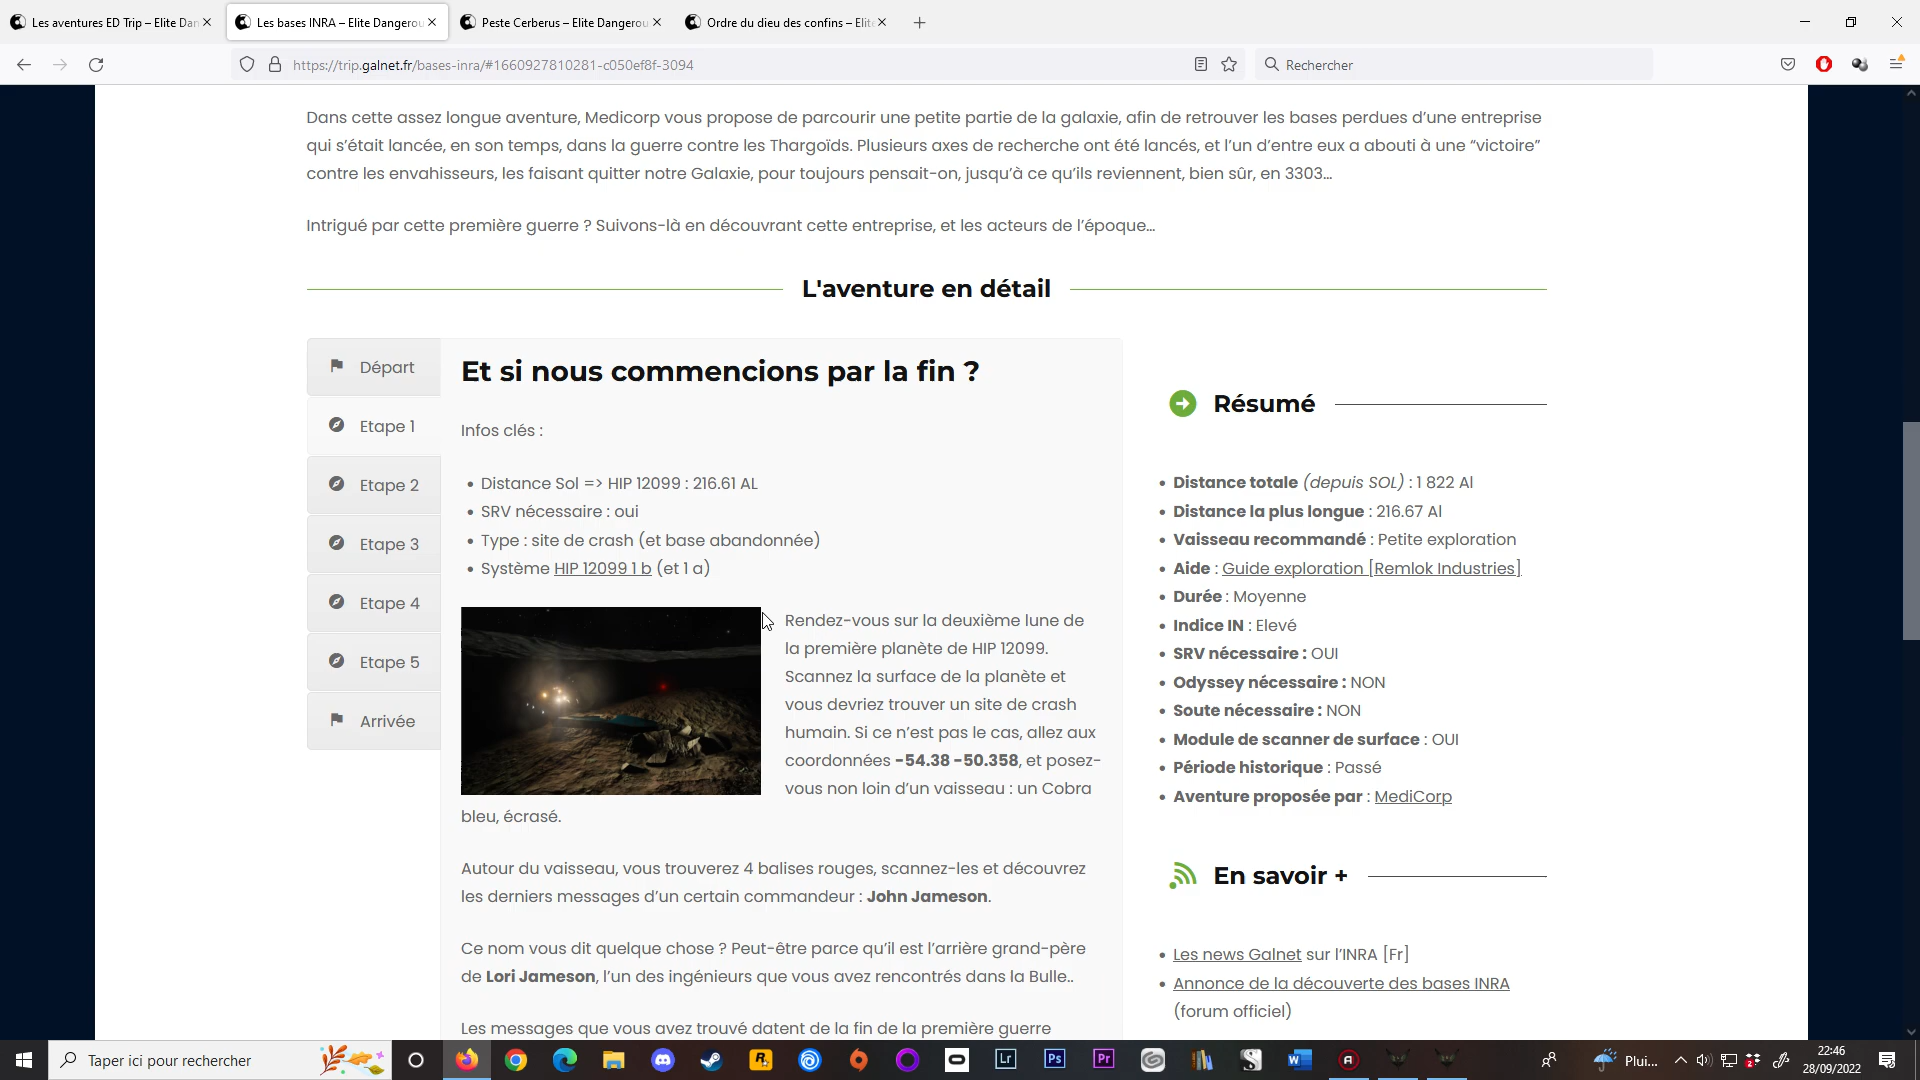 Les aventures ED Trip – Elite Dan
Les bases INRA – Elite Dangerou
Peste Cerberus – Elite Dangerou
Ordre du dieu des confins – Elite
https://trip.galnet.fr/bases-inra/#1660927810281-c050ef8f-3094
Rechercher
Dans cette assez longue aventure, Medicorp vous propose de parcourir une petite partie de la galaxie, afin de retrouver les bases perdues d’une entreprise
qui s’était lancée, en son temps, dans la guerre contre les Thargoïds. Plusieurs axes de recherche ont été lancés, et l’un d’entre eux a abouti à une “victoire”
contre les envahisseurs, les faisant quitter notre Galaxie, pour toujours pensait-on, jusqu’à ce qu’ils reviennent, bien sûr, en 3303…
Intrigué par cette première guerre ? Suivons-là en découvrant cette entreprise, et les acteurs de l’époque…
L'aventure en détail
Départ
Etape 1
Etape 2
Etape 3
Etape 4
Etape 5
Arrivée
Et si nous commencions par la fin ?
Infos clés :
• Distance Sol => HIP 12099 : 216.61 AL
• SRV nécessaire : oui
• Type : site de crash (et base abandonnée)
• Système HIP 12099 1 b (et 1 a)
Rendez-vous sur la deuxième lune de
la première planète de HIP 12099.
Scannez la surface de la planète et
vous devriez trouver un site de crash
humain. Si ce n’est pas le cas, allez aux
coordonnées -54.38 -50.358, et posez-
vous non loin d’un vaisseau : un Cobra
bleu, écrasé.
Autour du vaisseau, vous trouverez 4 balises rouges, scannez-les et découvrez
les derniers messages d’un certain commandeur : John Jameson.
Ce nom vous dit quelque chose ? Peut-être parce qu’il est l’arrière grand-père
de Lori Jameson, l’un des ingénieurs que vous avez rencontrés dans la Bulle..
Les messages que vous avez trouvé datent de la fin de la première guerre
Résumé
• Distance totale (depuis SOL) : 1 822 Al
• Distance la plus longue : 216.67 Al
• Vaisseau recommandé : Petite exploration
• Aide : Guide exploration [Remlok Industries]
• Durée : Moyenne
• Indice IN : Elevé
• SRV nécessaire : OUI
• Odyssey nécessaire : NON
• Soute nécessaire : NON
• Module de scanner de surface : OUI
• Période historique : Passé
• Aventure proposée par : MediCorp
En savoir +
• Les news Galnet sur l’INRA [Fr]
• Annonce de la découverte des bases INRA
(forum officiel)
Taper ici pour rechercher
Lr
Ps
Pr
Plui...
22:46
28/09/2022